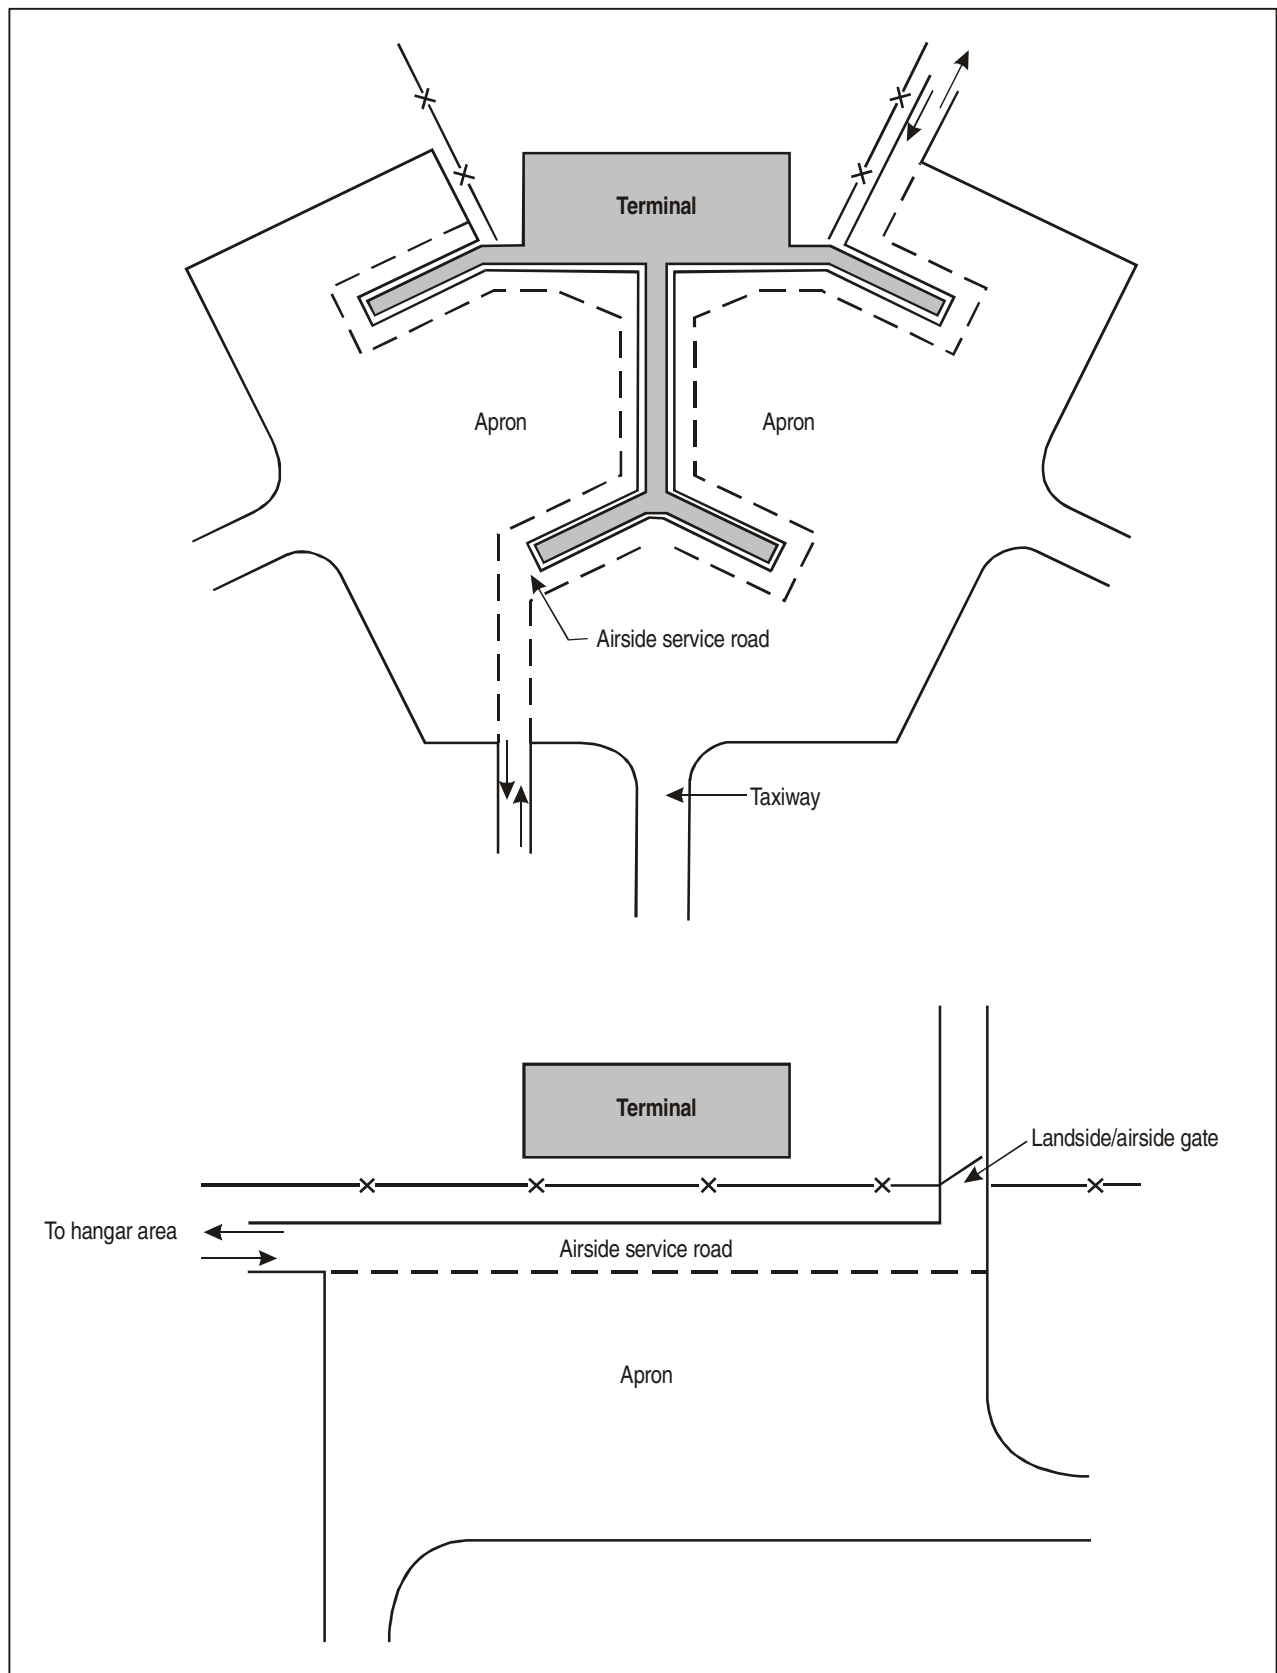 Terminal
Apron
Apron
Airside service road
Taxiway
Terminal
Landside/airside gate
To hangar area
Airside service road
Apron